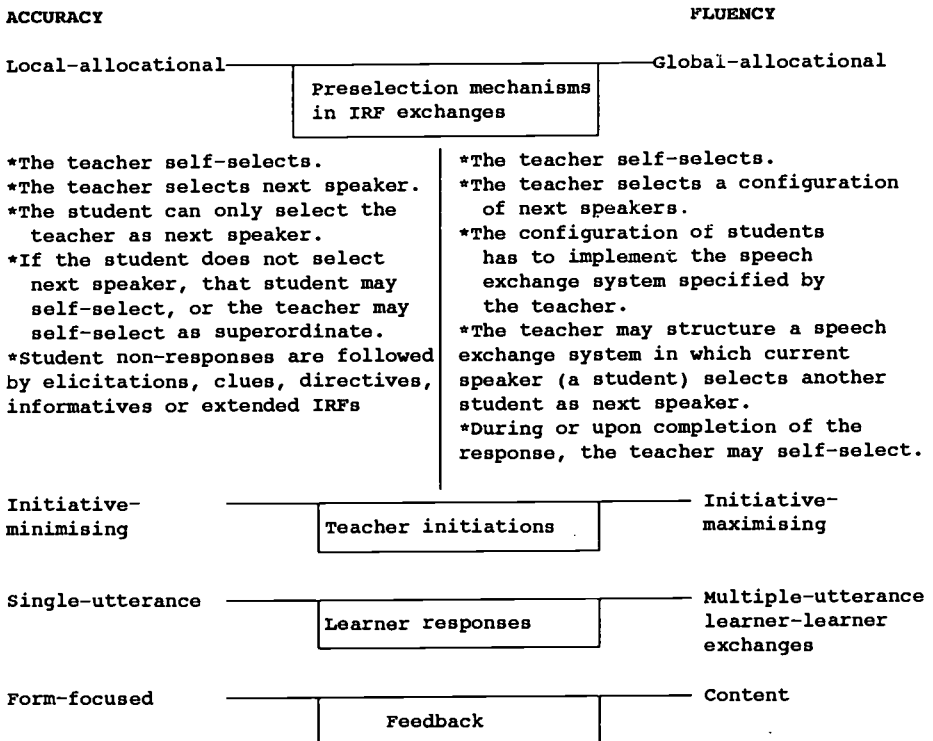 ACCURACY
FLUENCY
Local-allocational
Global-allocational
Preselection mechanisms
in IRF exchanges
*The teacher self-selects.
*The teacher selects next speaker.
*The student can only select the
teacher as next speaker.
*If the student does not select
next speaker, that student may
self-select, or the teacher may
self-select as superordinate.
*Student non-responses are followed
by elicitations, clues, directives,
informatives or extended IRFs
*The teacher self-selects.
*The teacher selects a configuration
of next speakers.
*The configuration of students
has to implement the speech
exchange system specified by
the teacher.
*The teacher may structure a speech
exchange system in which current
speaker (a student) selects another
student as next speaker.
*During or upon completion of the
response, the teacher may self-select.
Initiative-
minimising
Teacher initiations
Initiative-
maximising
Single-utterance
Learner responses
Multiple-utterance
learner-learner
exchanges
Form-focused
Feedback
Content